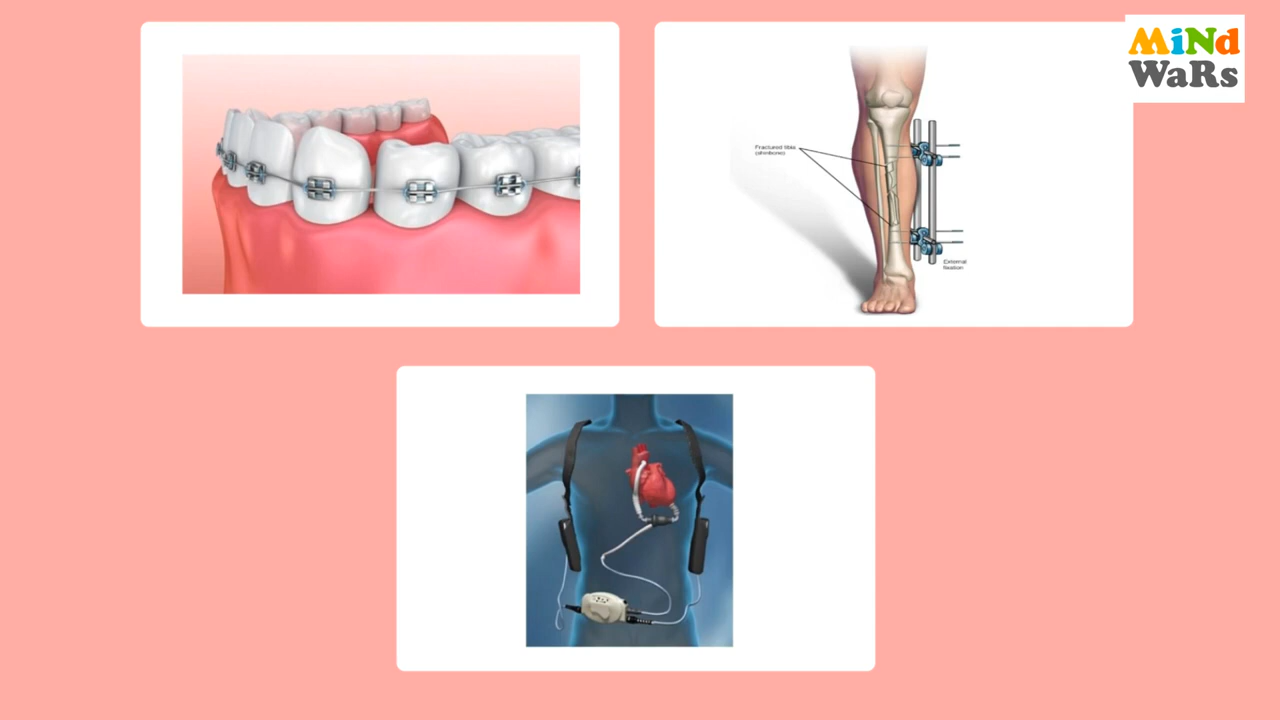 MiNd
WaRs
Fractured tibia
(shinbone)
External
fixation